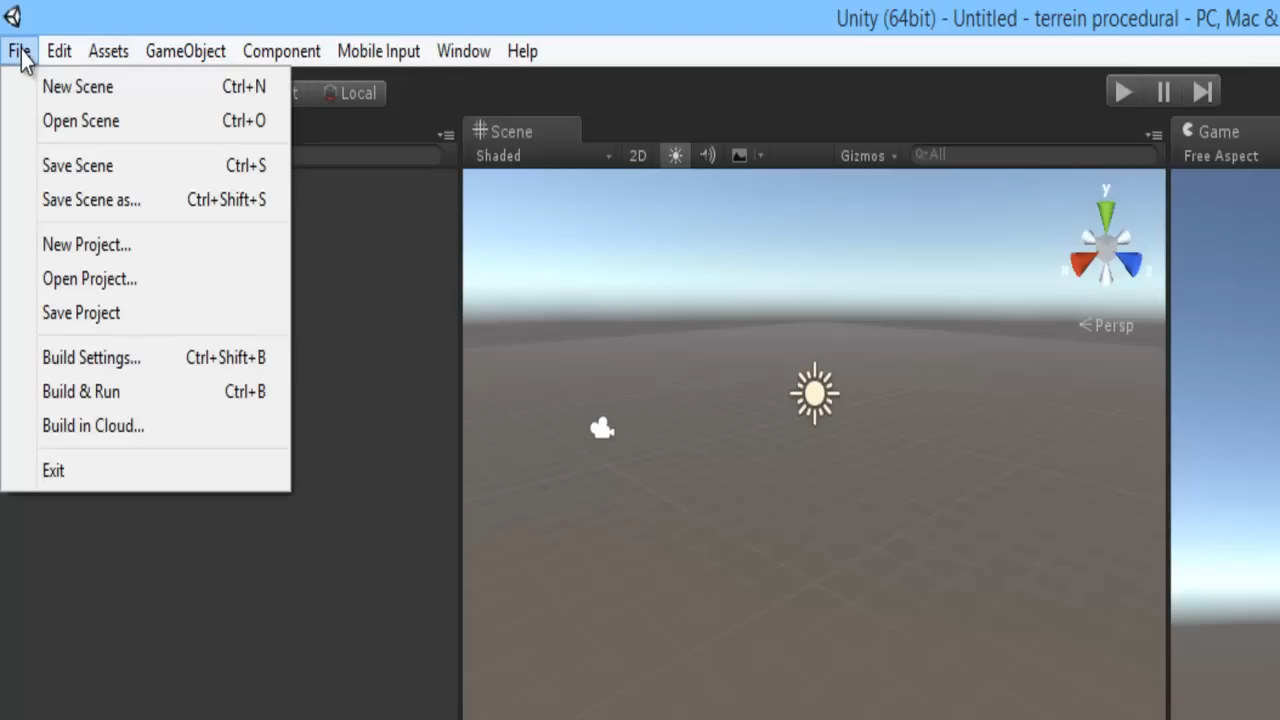 Unity (64bit) - Untitled - terrein procedural - PC, Mac &
File Edit Assets GameObject Component Mobile Input Window Help
New Scene Ctrl+N
Open Scene Ctrl+O
Save Scene Ctrl+S
Save Scene as... Ctrl+Shift+S
New Project...
Open Project...
Save Project
Build Settings... Ctrl+Shift+B
Build & Run Ctrl+B
Build in Cloud...
Exit
t Local
Scene
Shaded 2D Gizmos All
y
Persp
Game
Free Aspect